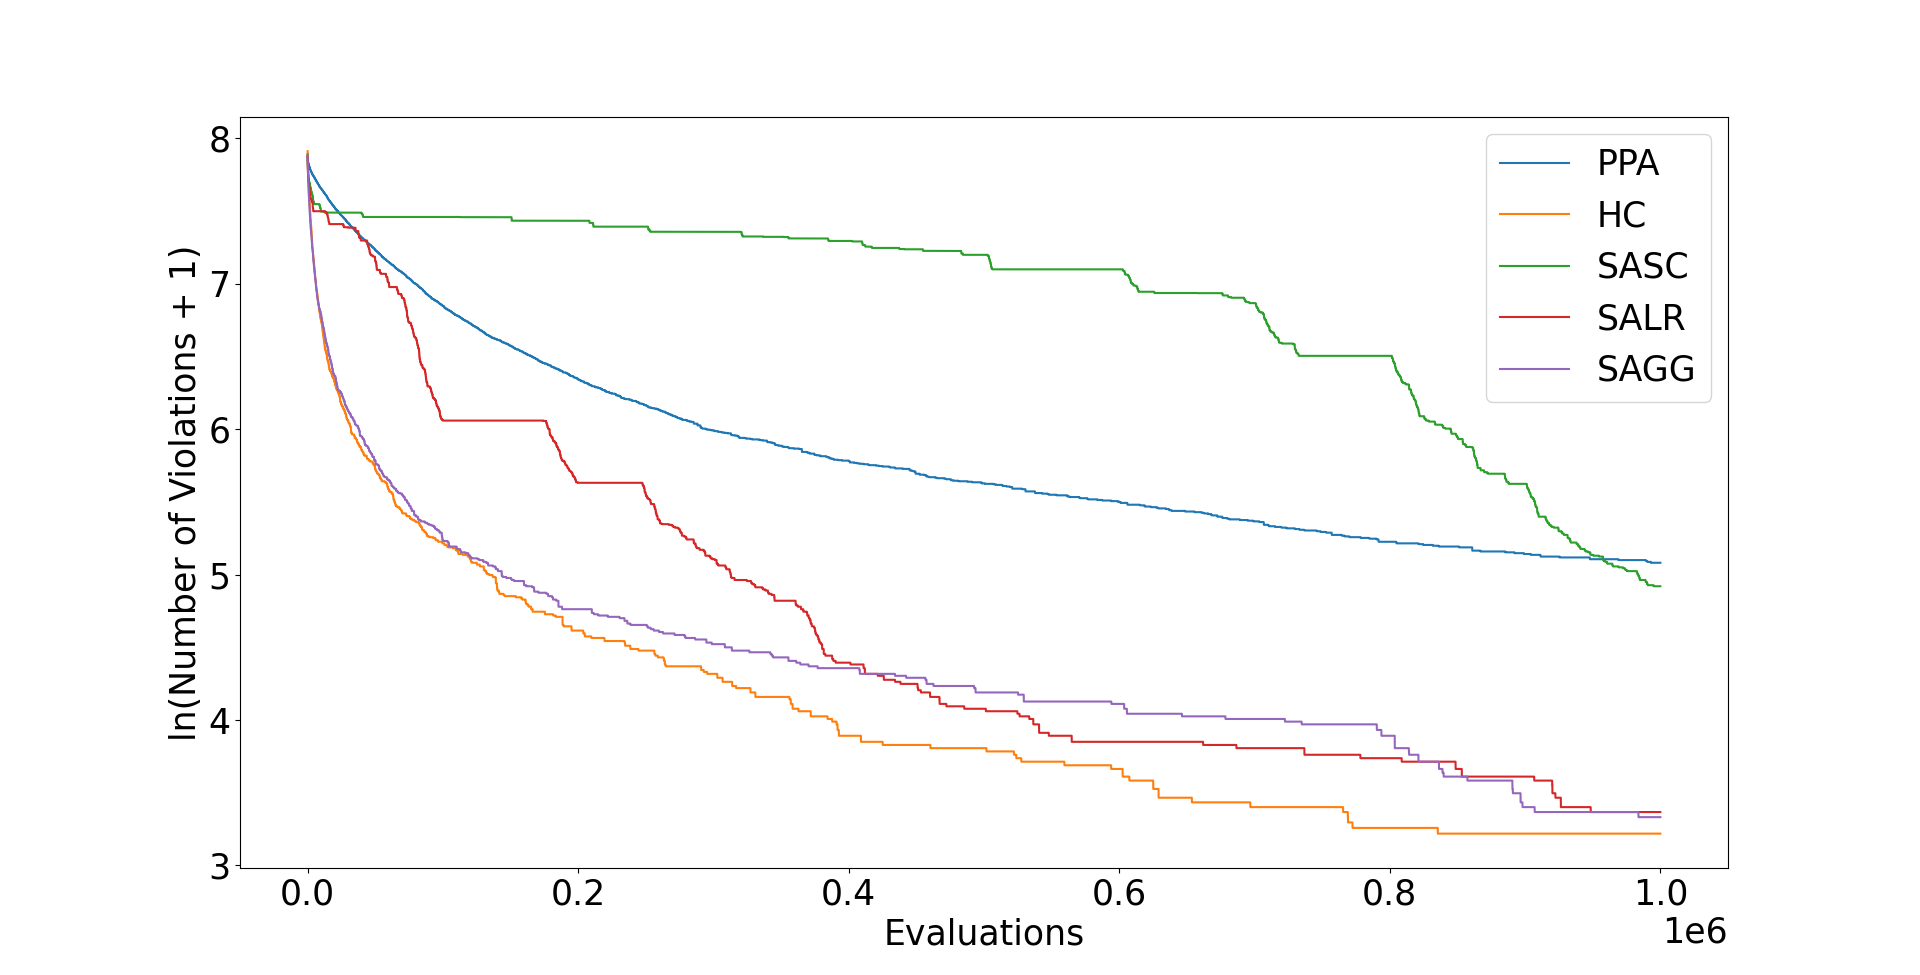 ln(Number of Violations + 1)
8
7
6
5
4
3
PPA
HC
SASC
SALR
SAGG
0.0 0.2 0.4 0.6 0.8 1.0
1e6
Evaluations